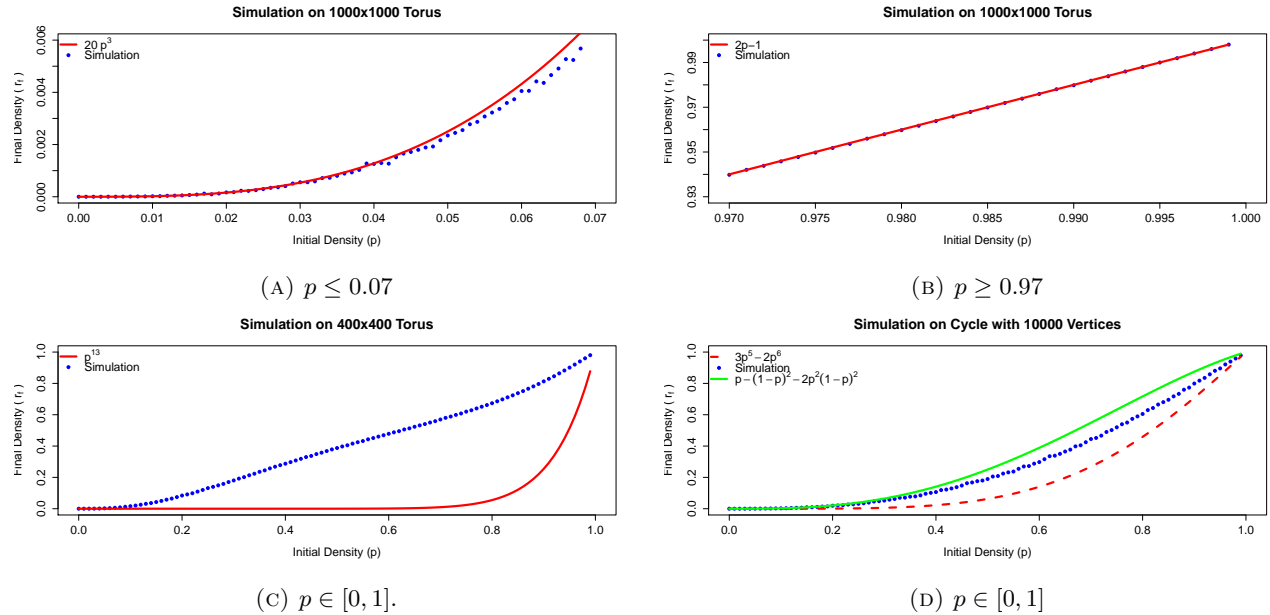 Simulation on 1000x1000 Torus
Final Density ( r_f )
0.000 0.002 0.004 0.006
20 p^3
Simulation
0.00 0.01 0.02 0.03 0.04 0.05 0.06 0.07
Initial Density (p)
(A) p ≤ 0.07
Simulation on 1000x1000 Torus
Final Density ( r_f )
0.93 0.95 0.97 0.99
2p−1
Simulation
0.970 0.975 0.980 0.985 0.990 0.995 1.000
Initial Density (p)
(B) p ≥ 0.97
Simulation on 400x400 Torus
Final Density ( r_f )
0.0 0.2 0.4 0.6 0.8 1.0
p^13
Simulation
0.0 0.2 0.4 0.6 0.8 1.0
Initial Density (p)
(C) p ∈ [0, 1].
Simulation on Cycle with 10000 Vertices
Final Density ( r_f )
0.0 0.2 0.4 0.6 0.8 1.0
3p^5 − 2p^6
Simulation
p − (1−p)^2 − 2p^2(1−p)^2
0.0 0.2 0.4 0.6 0.8 1.0
Initial Density (p)
(D) p ∈ [0, 1]